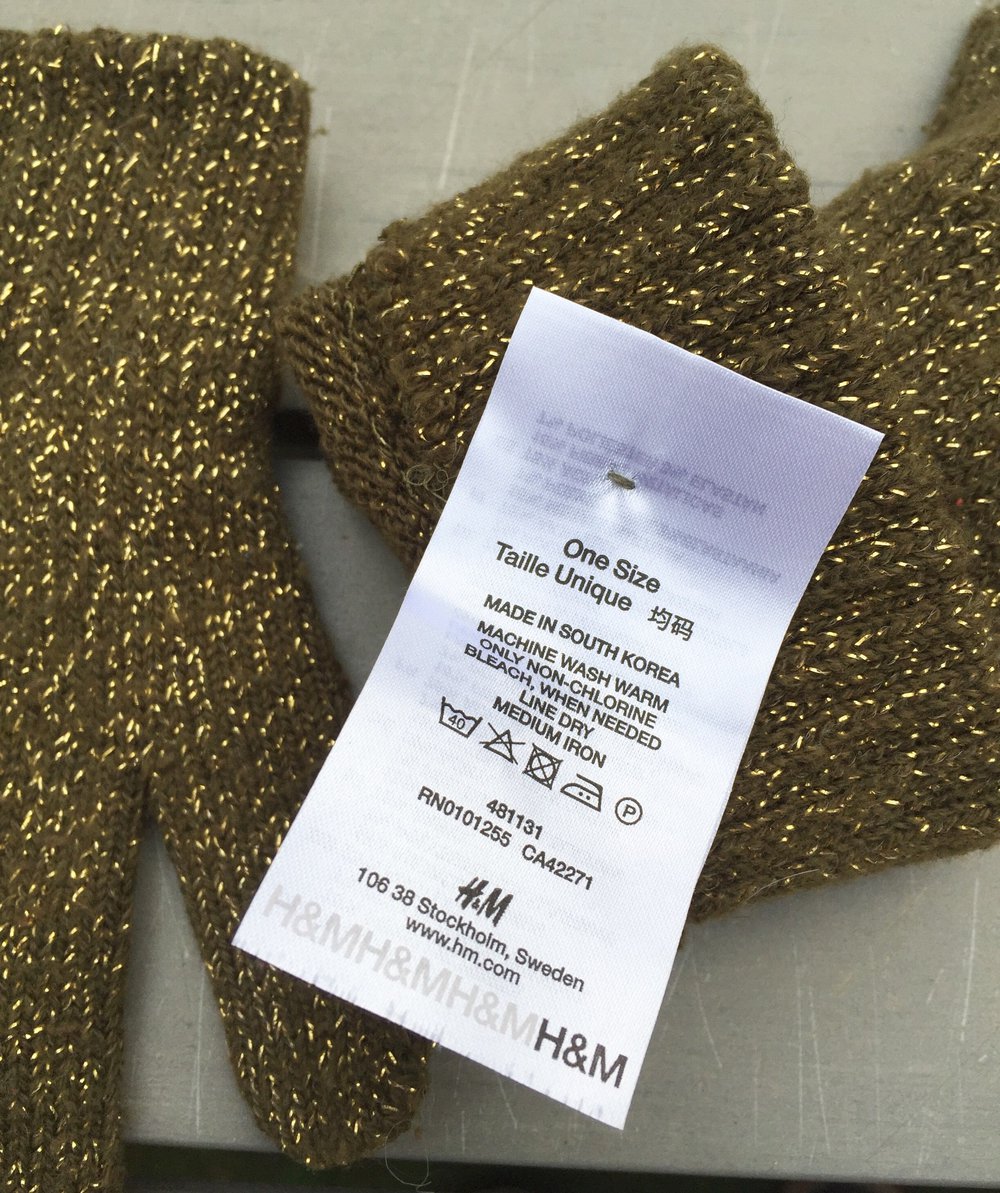 One Size
Taille Unique 均码
MADE IN SOUTH KOREA
MACHINE WASH WARM
ONLY NON-CHLORINE
BLEACH, WHEN NEEDED
LINE DRY
MEDIUM IRON
40 P
481131
RN0101255 CA42271
H&M
106 38 Stockholm, Sweden
www.hm.com
H&MH&MH&MH&M